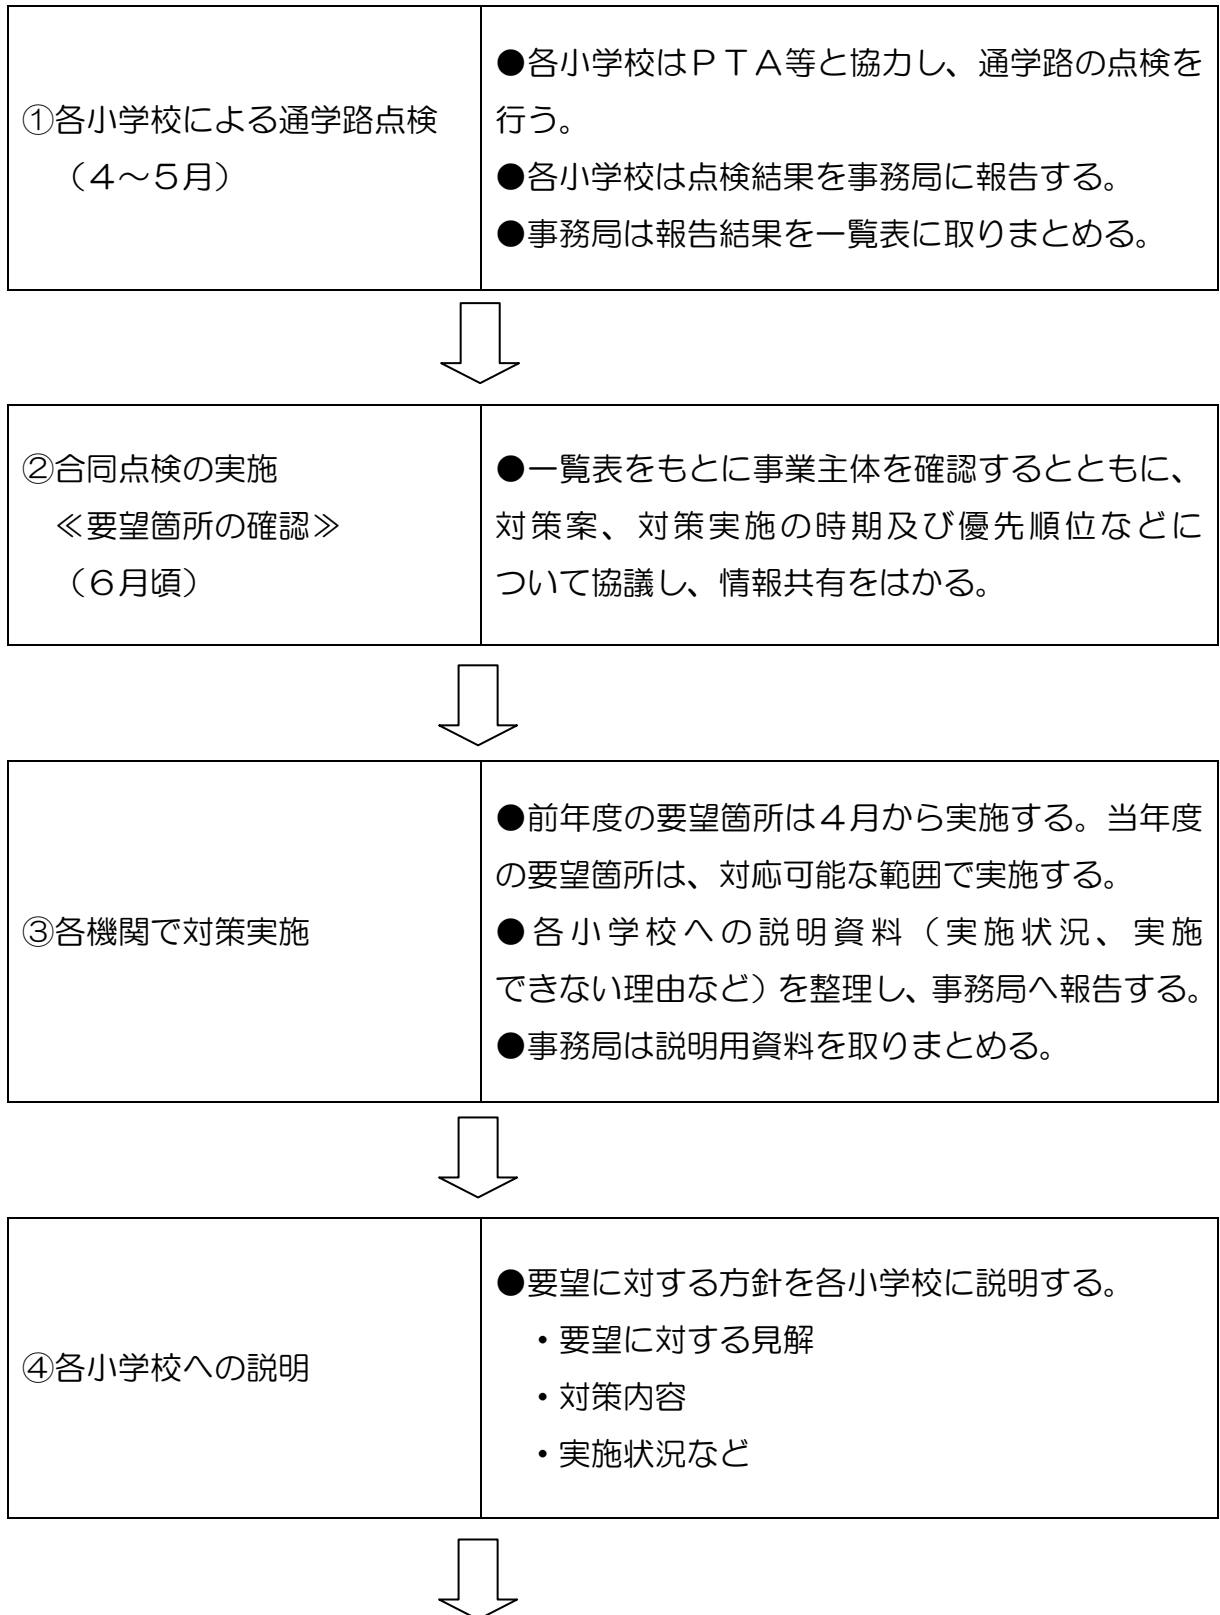 ①各小学校による通学路点検
（４～５月）
●各小学校はＰＴＡ等と協力し、通学路の点検を
行う。
●各小学校は点検結果を事務局に報告する。
●事務局は報告結果を一覧表に取りまとめる。
②合同点検の実施
≪要望箇所の確認≫
（６月頃）
●一覧表をもとに事業主体を確認するとともに、
対策案、対策実施の時期及び優先順位などに
ついて協議し、情報共有をはかる。
③各機関で対策実施
●前年度の要望箇所は４月から実施する。当年度
の要望箇所は、対応可能な範囲で実施する。
●各小学校への説明資料（実施状況、実施
できない理由など）を整理し、事務局へ報告する。
●事務局は説明用資料を取りまとめる。
④各小学校への説明
●要望に対する方針を各小学校に説明する。
・要望に対する見解
・対策内容
・実施状況など